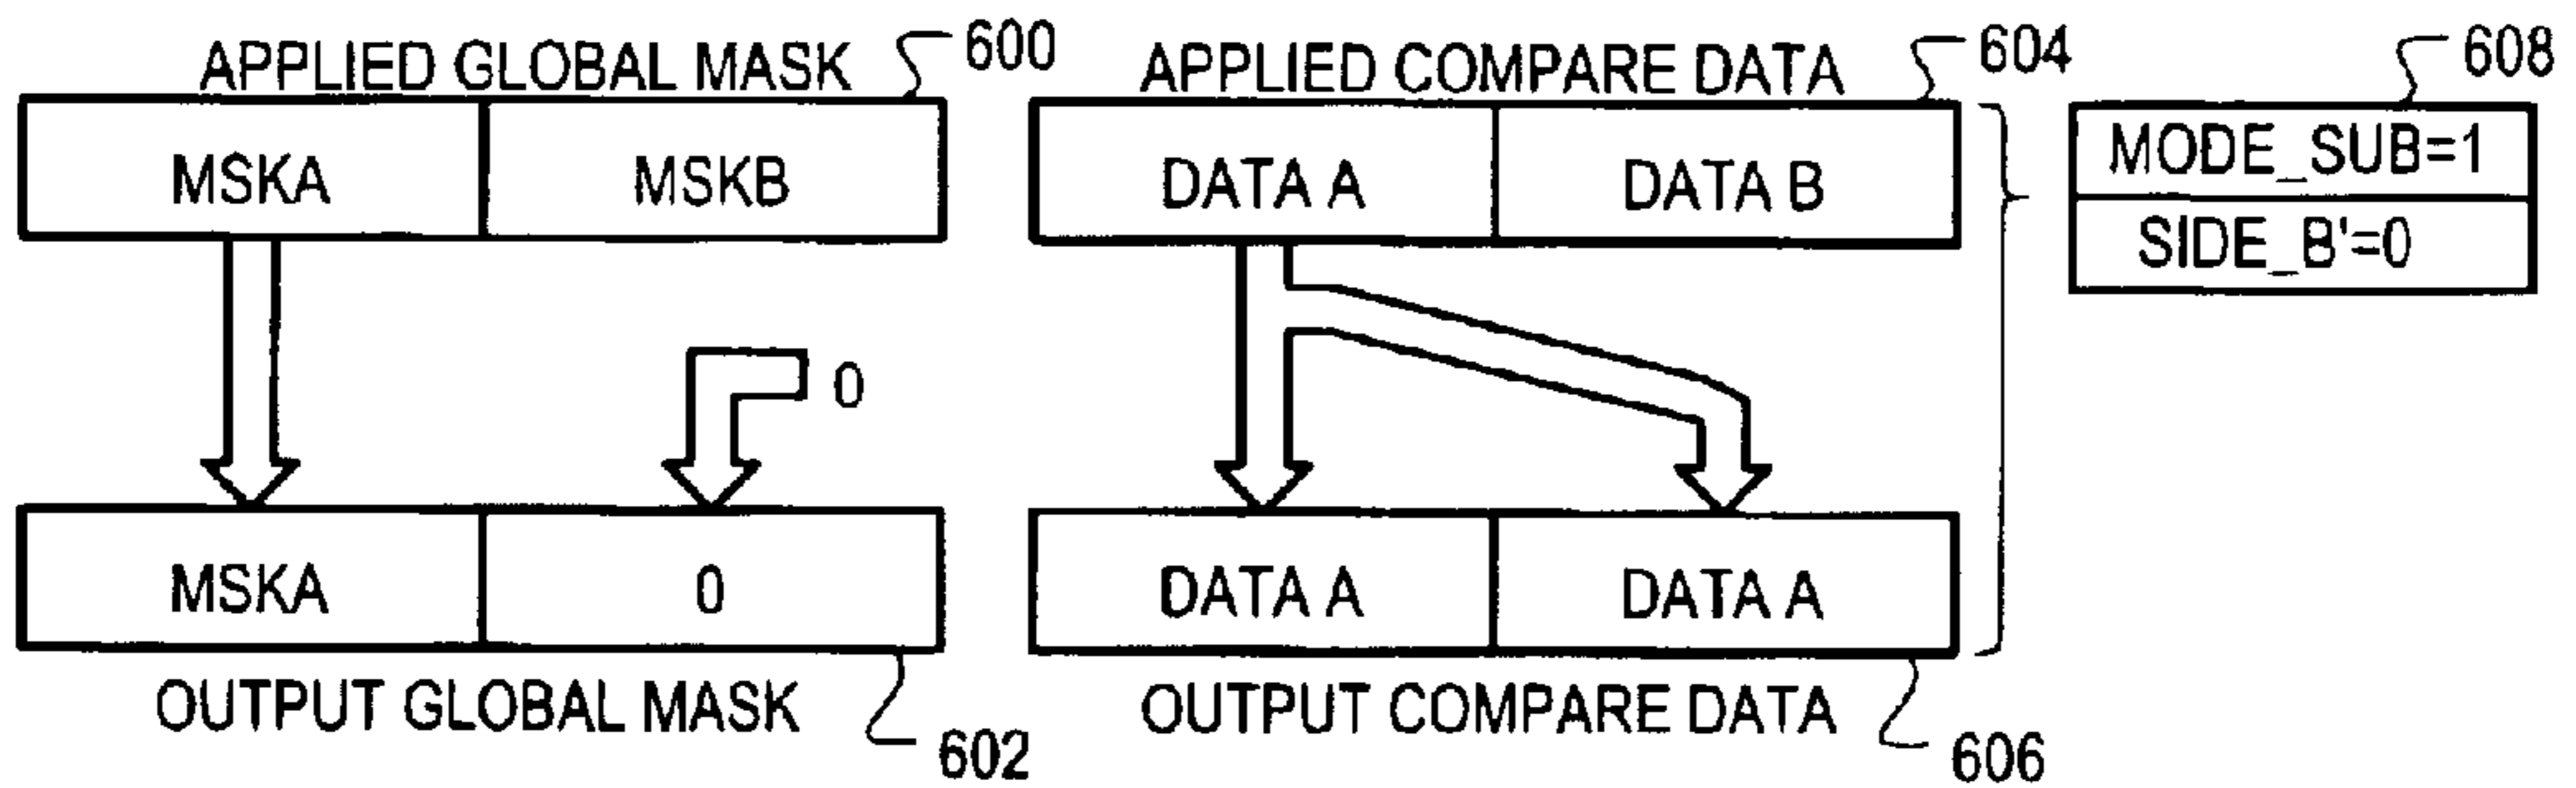 APPLIED GLOBAL MASK 600
MSKA MSKB
0
MSKA 0
OUTPUT GLOBAL MASK 602
APPLIED COMPARE DATA 604
DATA A DATA B
DATA A DATA A
OUTPUT COMPARE DATA 606
608
MODE_SUB=1
SIDE_B'=0